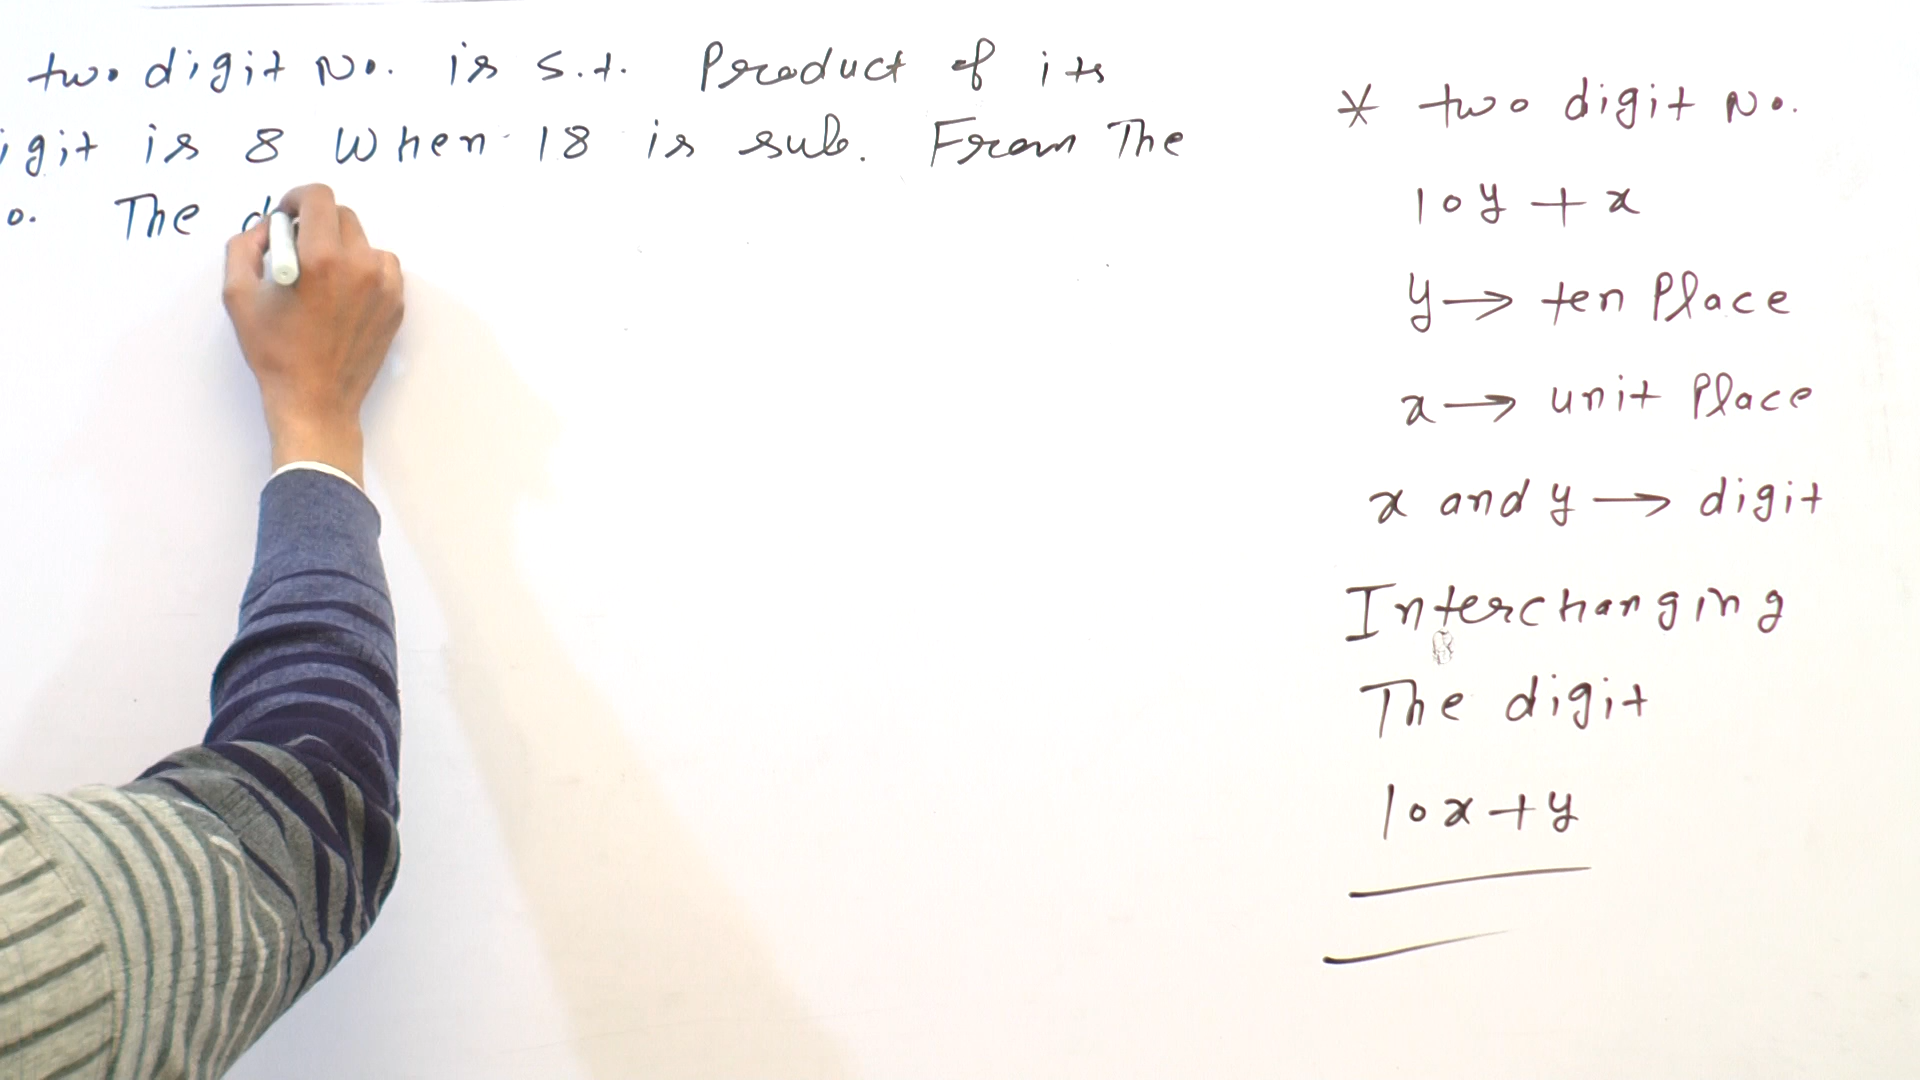 two digit No. is s.t. Product of its
igit is 8 When 18 is sub. From The
o. The d
* two digit No.
10y + x
y → ten Place
x → unit Place
x and y → digit
Interchanging
The digit
10x + y